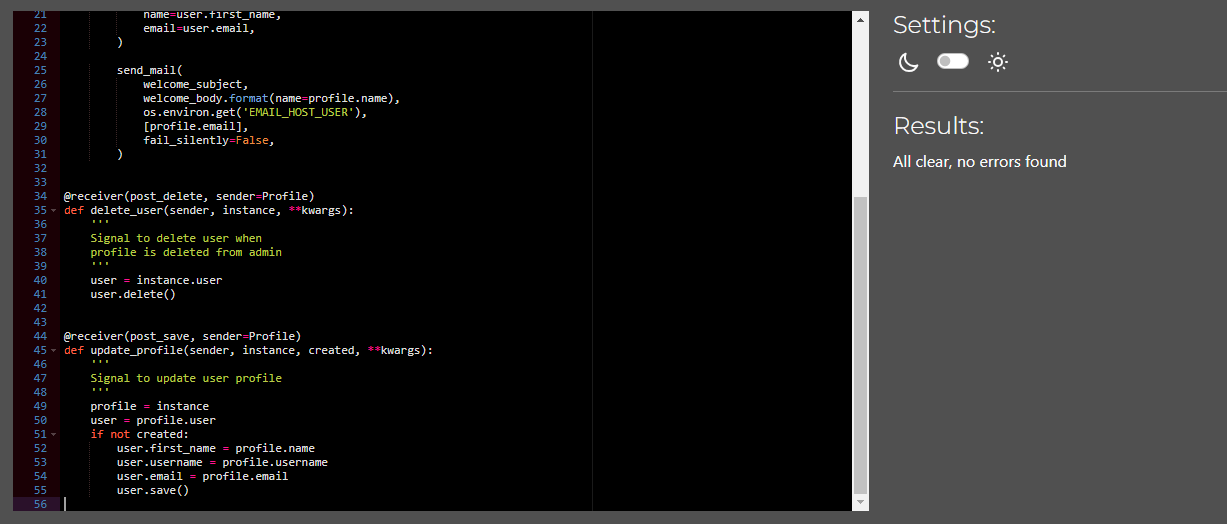 21             name=user.first_name,
22             email=user.email,
23         )
24
25         send_mail(
26             welcome_subject,
27             welcome_body.format(name=profile.name),
28             os.environ.get('EMAIL_HOST_USER'),
29             [profile.email],
30             fail_silently=False,
31         )
32
33
34 @receiver(post_delete, sender=Profile)
35 def delete_user(sender, instance, **kwargs):
36     '''
37     Signal to delete user when
38     profile is deleted from admin
39     '''
40     user = instance.user
41     user.delete()
42
43
44 @receiver(post_save, sender=Profile)
45 def update_profile(sender, instance, created, **kwargs):
46     '''
47     Signal to update user profile
48     '''
49     profile = instance
50     user = profile.user
51     if not created:
52         user.first_name = profile.name
53         user.username = profile.username
54         user.email = profile.email
55         user.save()
56
Settings:
Results:
All clear, no errors found